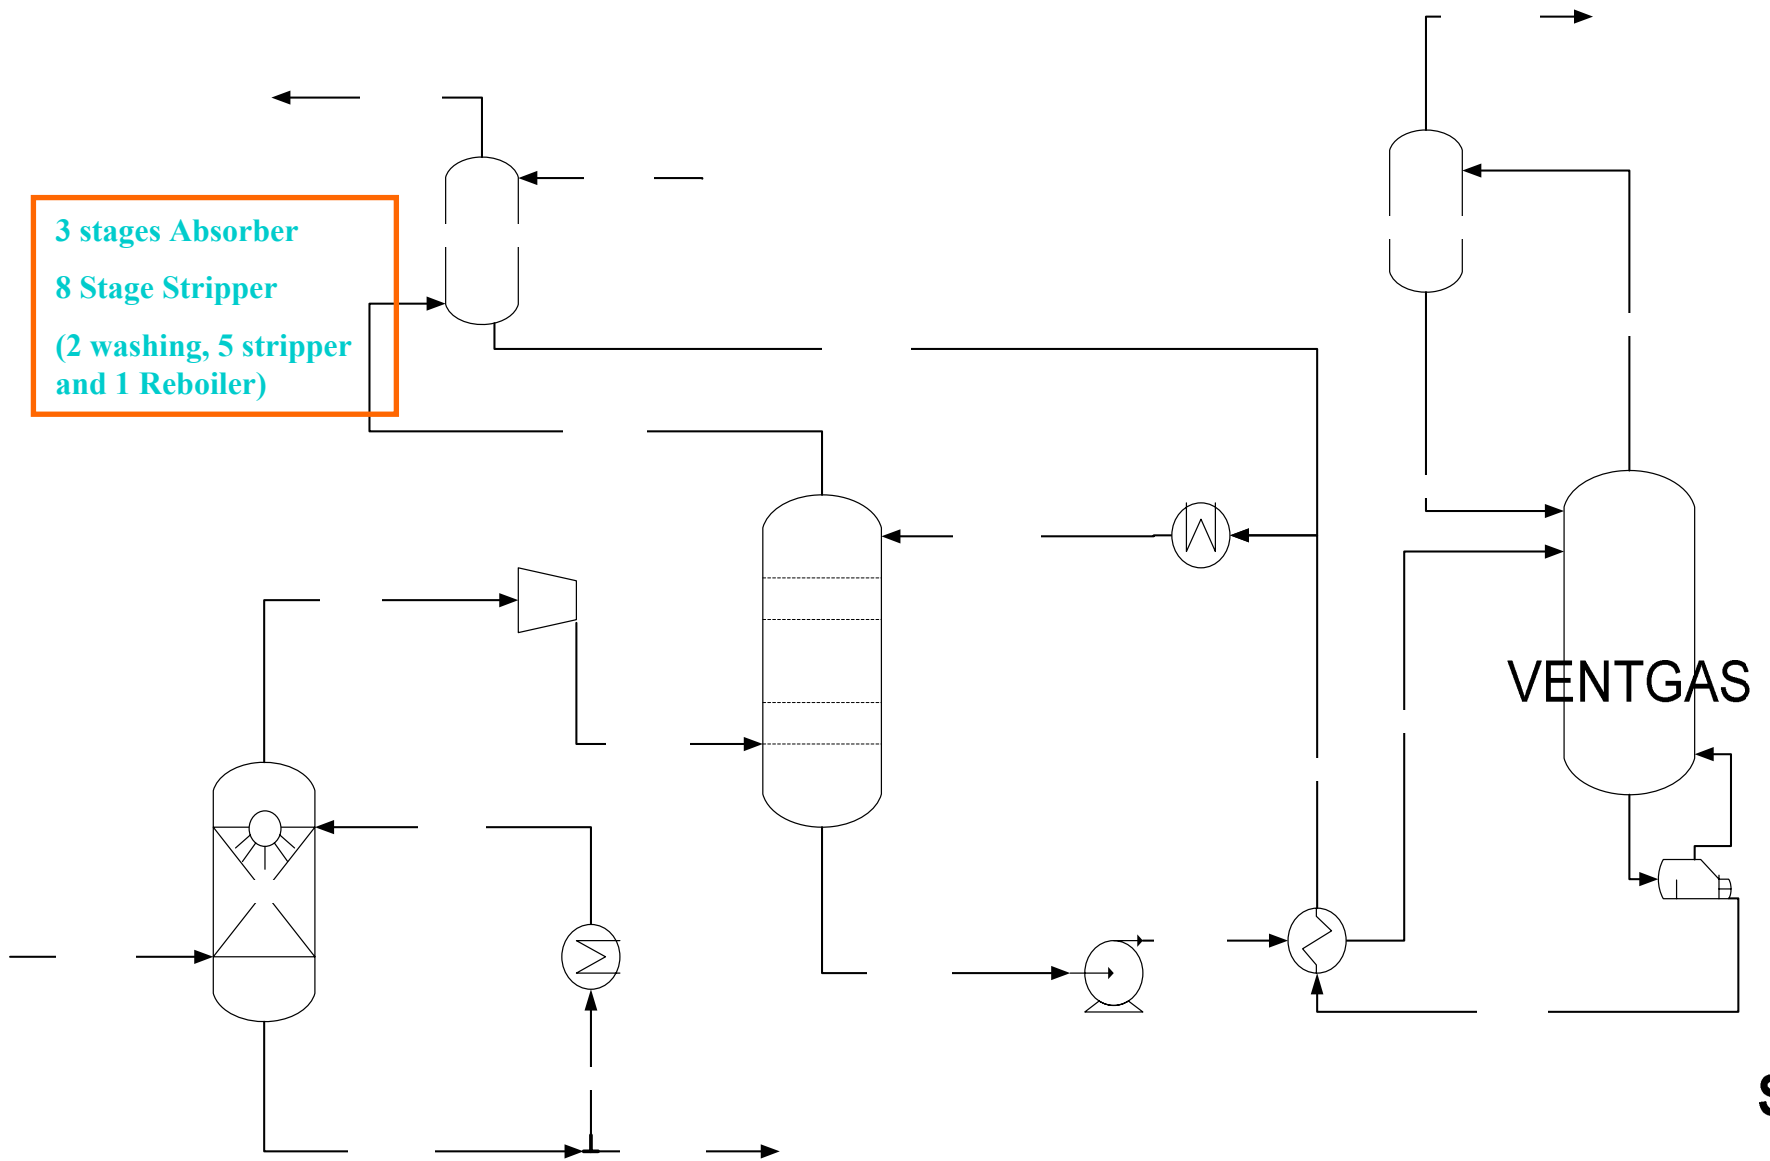 3 stages Absorber
8 Stage Stripper
(2 washing, 5 stripper
and 1 Reboiler)
VENTGAS
S